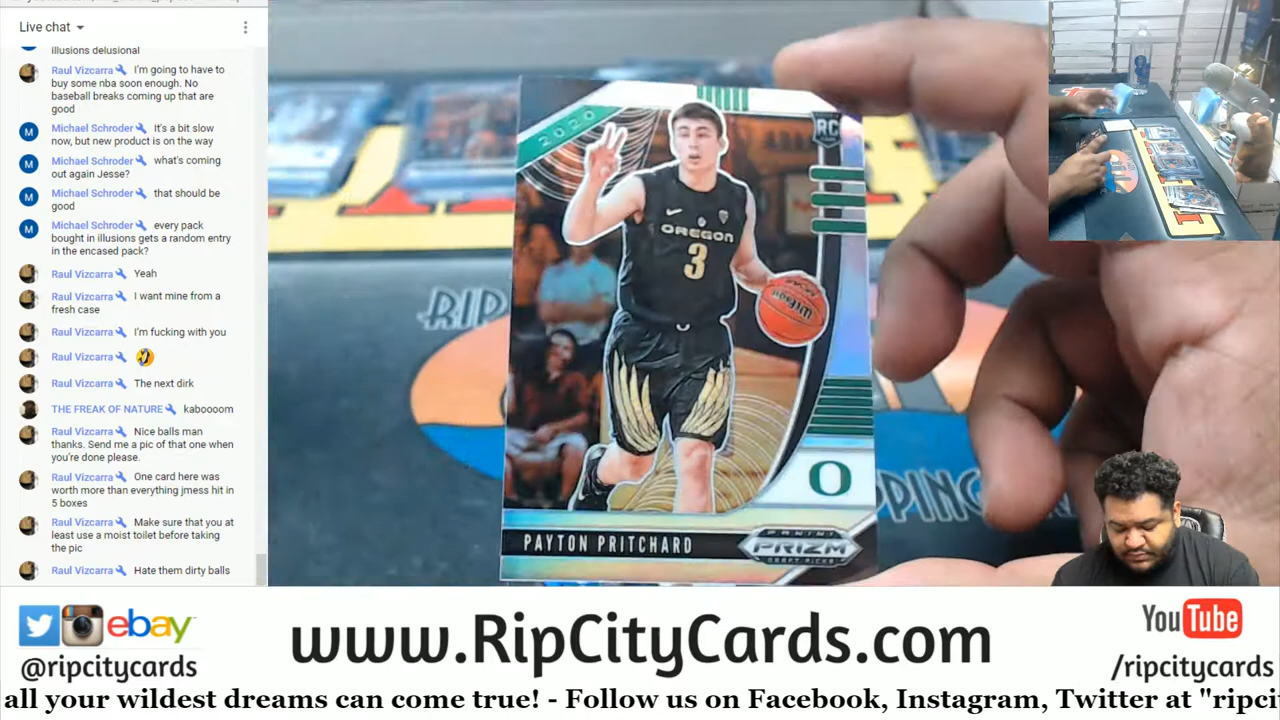 Live chat
illusions delusional
Raul Vizcarra I'm going to have to
buy some nba soon enough. No
baseball breaks coming up that are
good
M Michael Schroder It's a bit slow
now, but new product is on the way
M Michael Schroder what's coming
out again Jesse?
M Michael Schroder that should be
good
M Michael Schroder every pack
bought in illusions gets a random entry
in the encased pack?
Raul Vizcarra Yeah
Raul Vizcarra I want mine from a
fresh case
Raul Vizcarra I'm fucking with you
Raul Vizcarra 🤣
Raul Vizcarra The next dirk
THE FREAK OF NATURE kaboooom
Raul Vizcarra Nice balls man
thanks. Send me a pic of that one when
you're done please.
Raul Vizcarra One card here was
worth more than everything jmess hit in
5 boxes
Raul Vizcarra Make sure that you at
least use a moist toilet before taking
the pic
Raul Vizcarra Hate them dirty balls
2020
RC
OREGON
3
Wilson
O
PAYTON PRITCHARD
PANINI
PRIZM
DRAFT PICKS
RIP
PPING
ebay
@ripcitycards
www.RipCityCards.com
YouTube
/ripcitycards
all your wildest dreams can come true! - Follow us on Facebook, Instagram, Twitter at "ripci